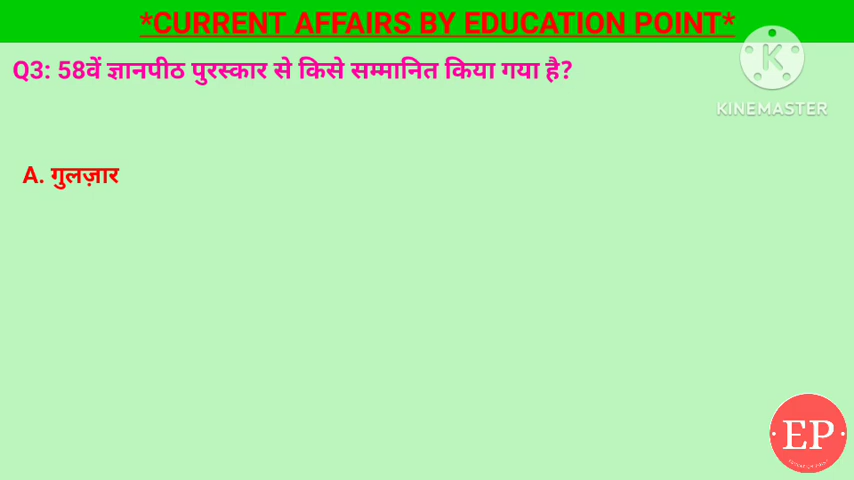 *CURRENT AFFAIRS BY EDUCATION POINT*
Q3: 58वें ज्ञानपीठ पुरस्कार से किसे सम्मानित किया गया है?
KINEMASTER
A. गुलज़ार
EP